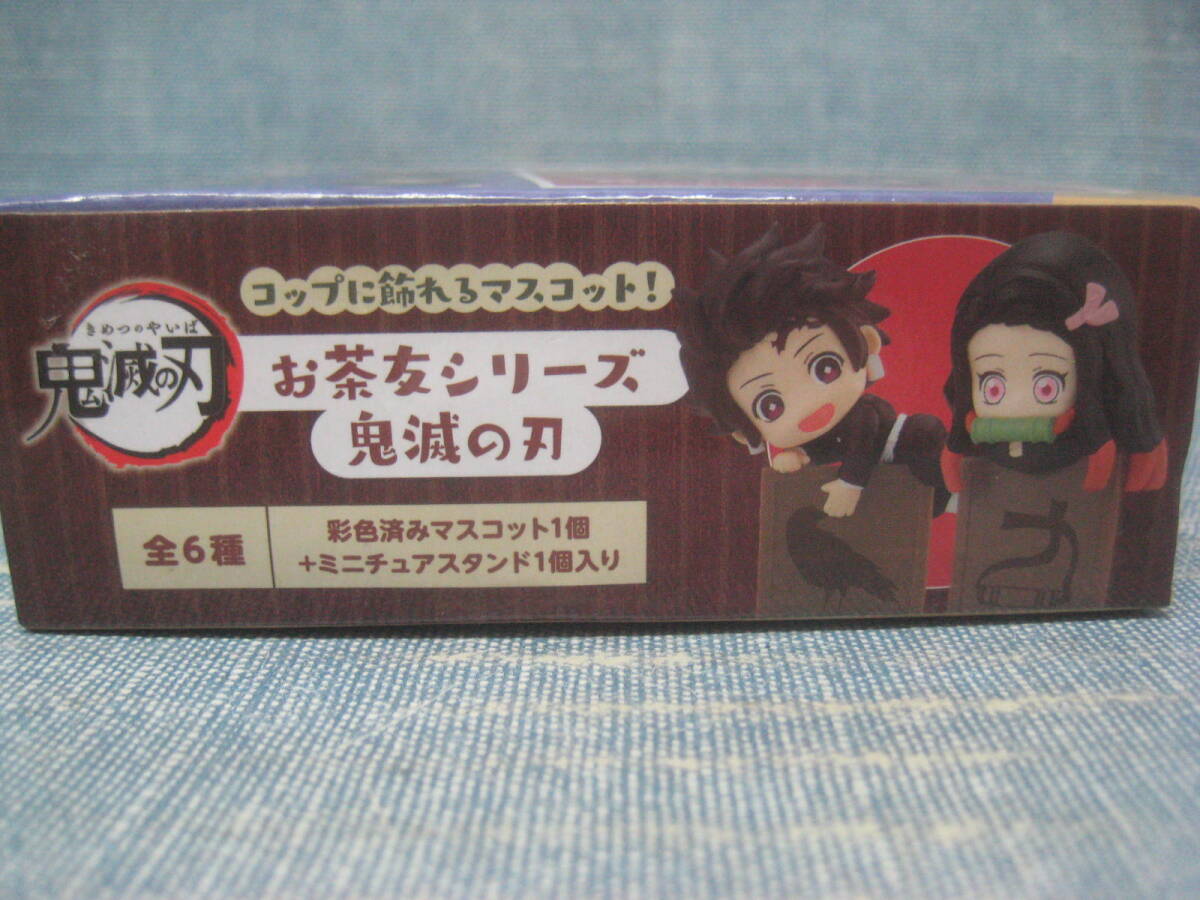 きめつのやいば
鬼滅の刃
コップに飾れるマスコット!
お茶友シリーズ
鬼滅の刃
全6種
彩色済みマスコット1個
+ミニチュアスタンド1個入り